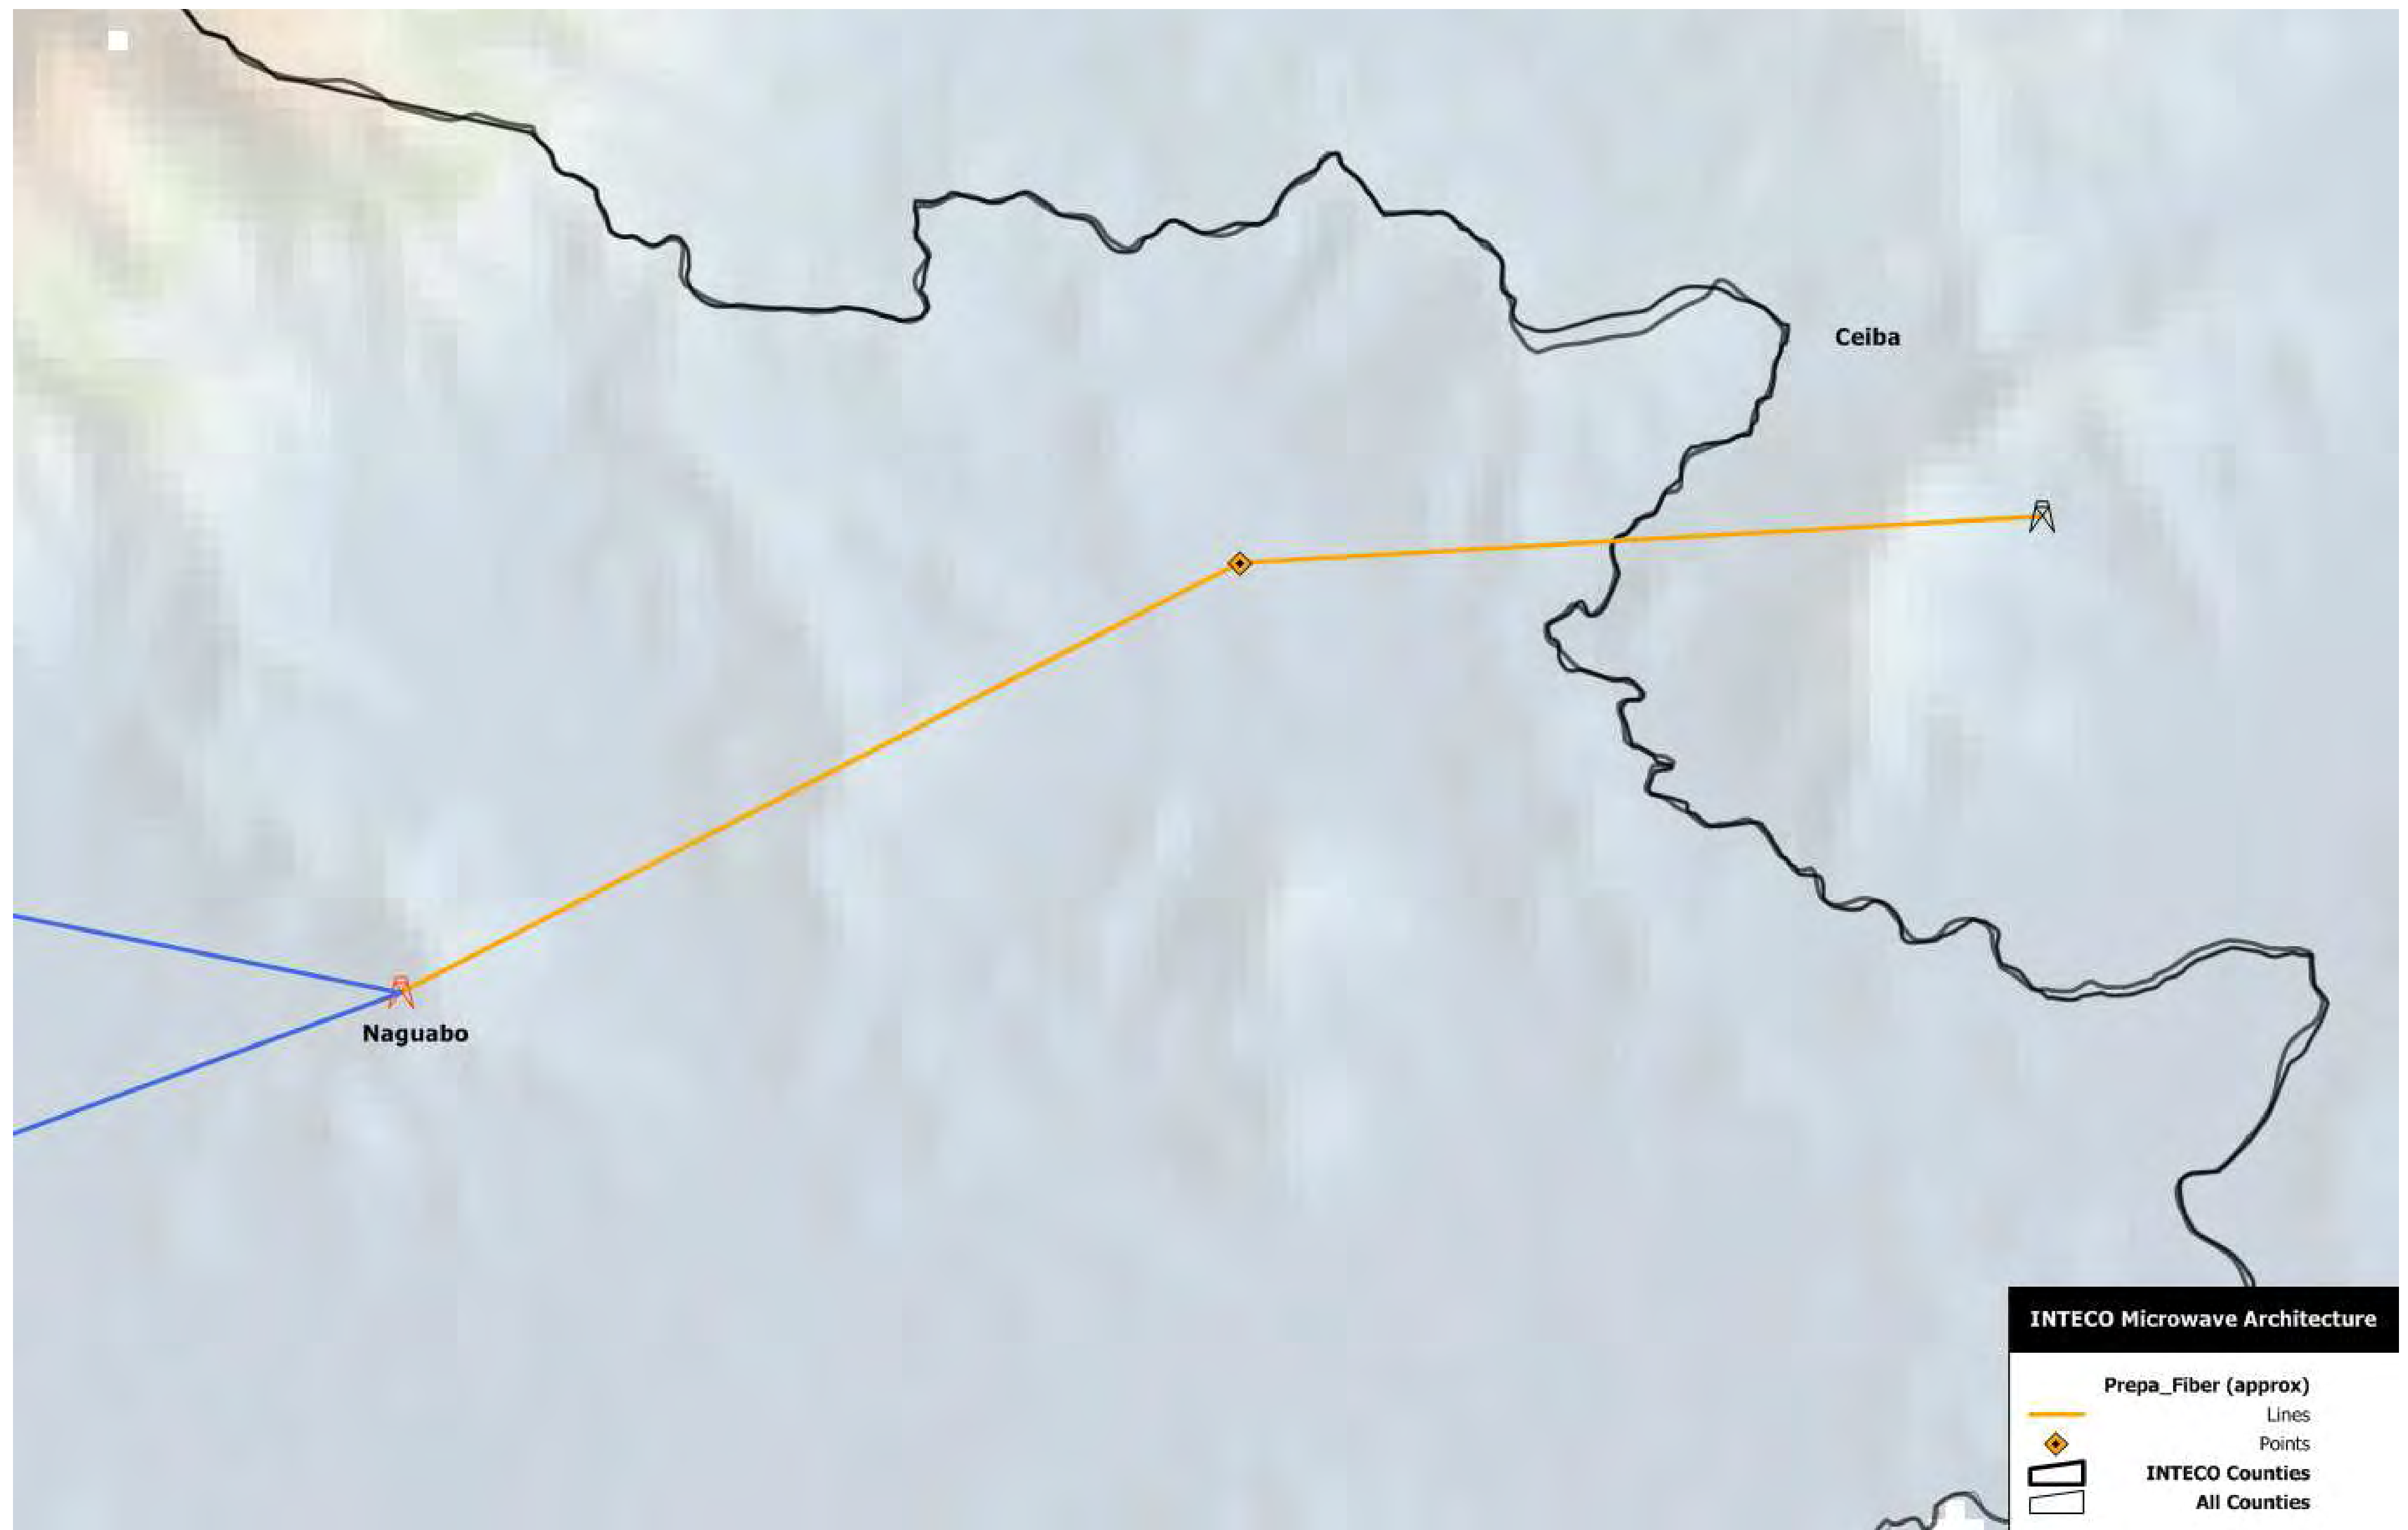 Ceiba
Naguabo
INTECO Microwave Architecture
Prepa_Fiber (approx)
Lines
Points
INTECO Counties
All Counties